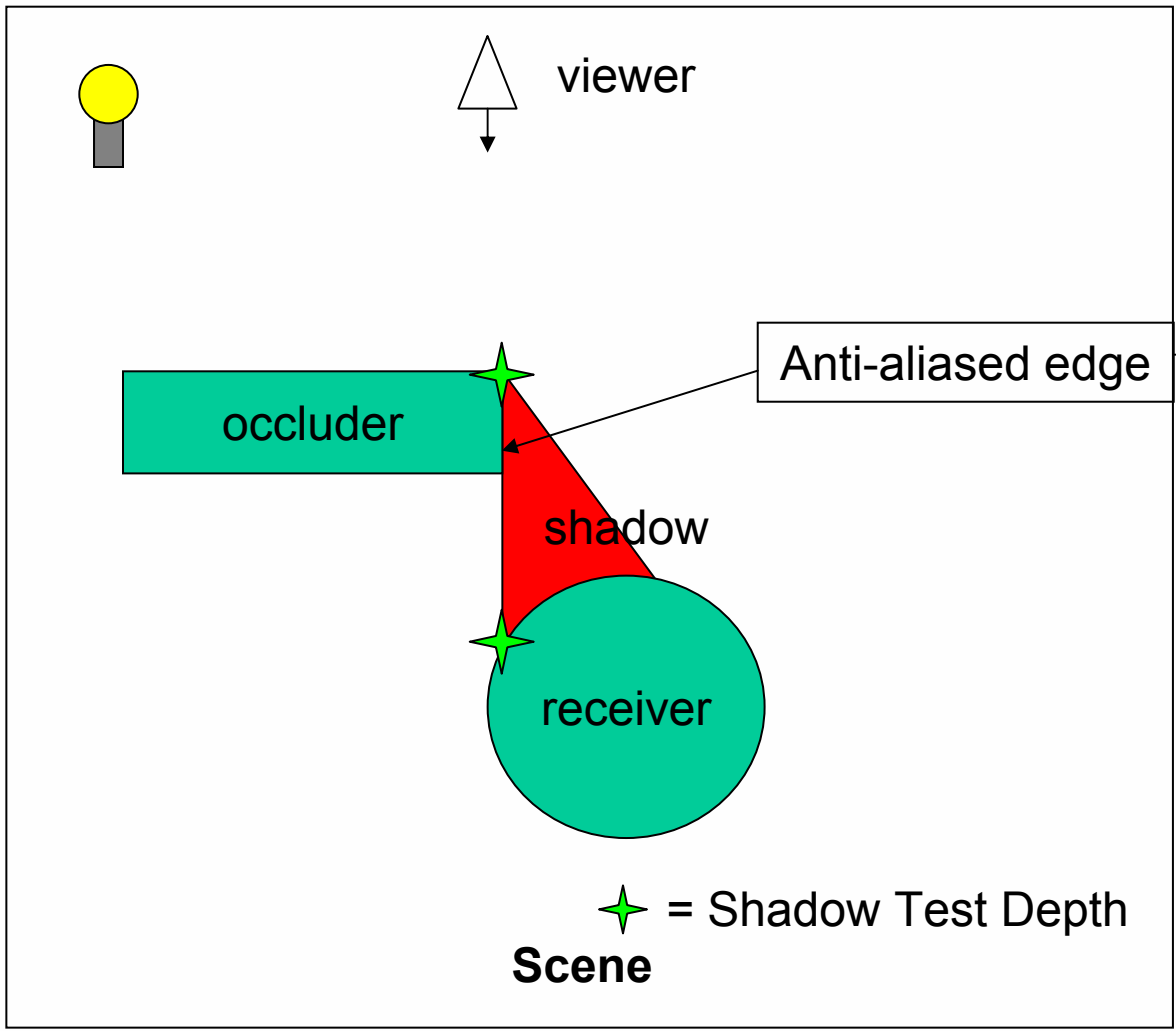 viewer
Anti-aliased edge
occluder
shadow
receiver
= Shadow Test Depth
Scene